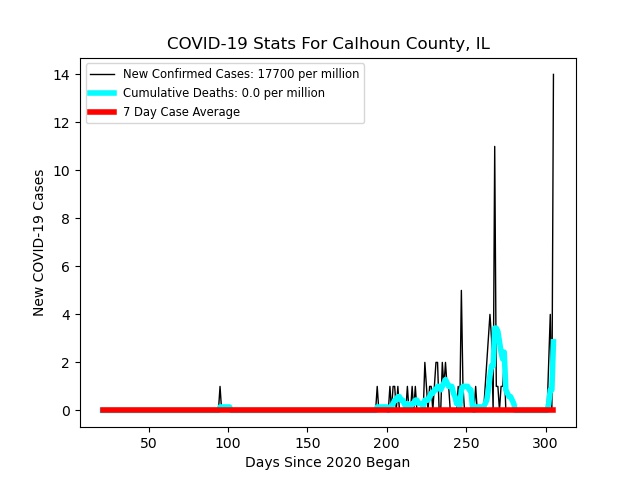 COVID-19 Stats For Calhoun County, IL
New Confirmed Cases: 17700 per million
Cumulative Deaths: 0.0 per million
7 Day Case Average
New COVID-19 Cases
14
12
10
8
6
4
2
0
50 100 150 200 250 300
Days Since 2020 Began